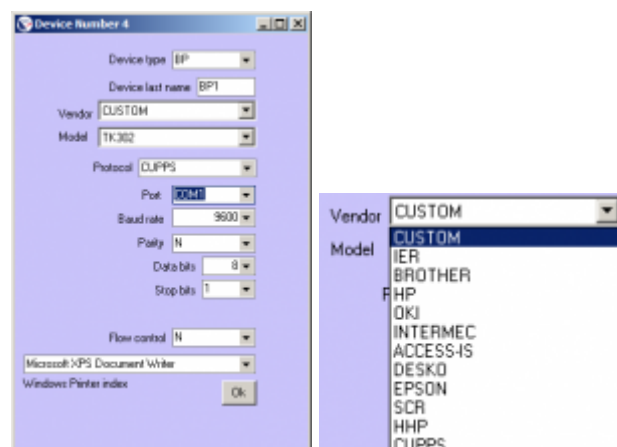 Device Number 4
Device type BP
Device last name BP1
Vendor CUSTOM
Model TK302
Protocol CUPPS
Port COM1
Baud rate 9600
Parity N
Data bits 8
Stop bits 1
Flow control N
Microsoft XPS Document Writer
Windows Printer index
Ok
Vendor CUSTOM
CUSTOM
Model IER
BROTHER
HP
OKI
INTERMEC
ACCESS-IS
DESKO
EPSON
SCR
HHP
CUPPS